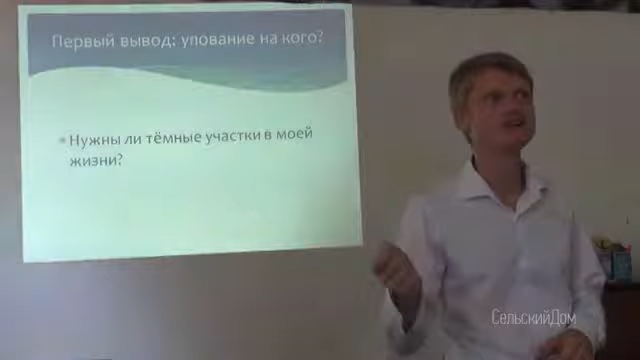 Первый вывод: упование на кого?
Нужны ли тёмные участки в моей
жизни?
СельскийДом